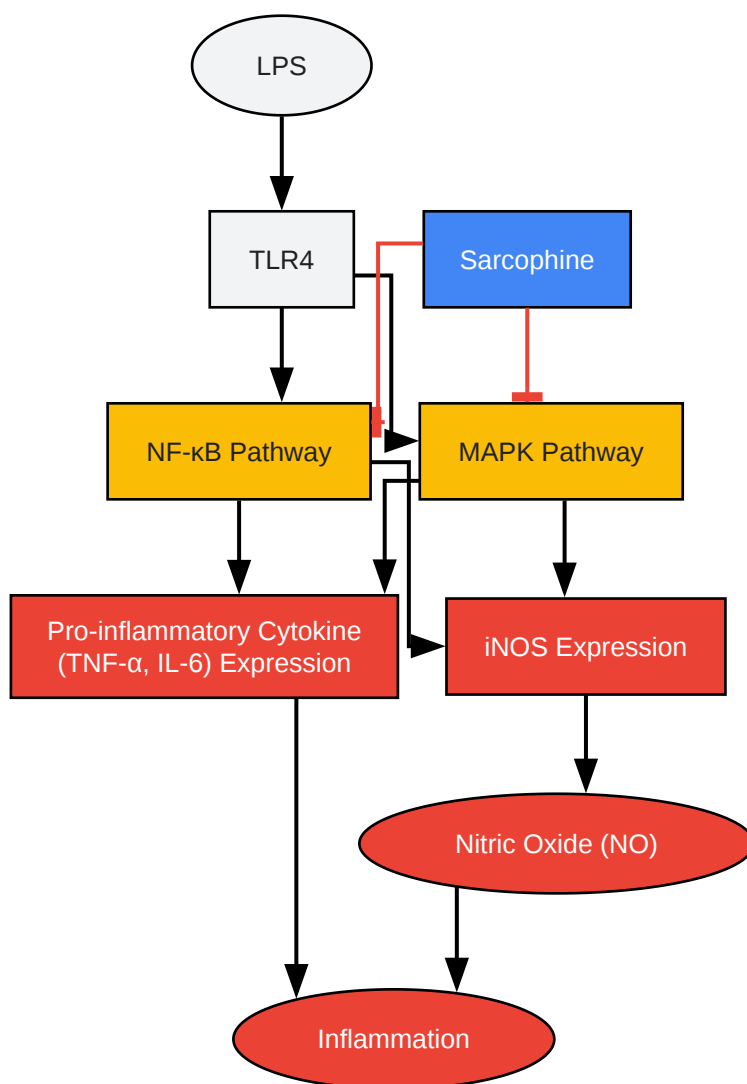 LPS
TLR4
Sarcophine
NF-κB Pathway
MAPK Pathway
Pro-inflammatory Cytokine
(TNF-α, IL-6) Expression
iNOS Expression
Nitric Oxide (NO)
Inflammation